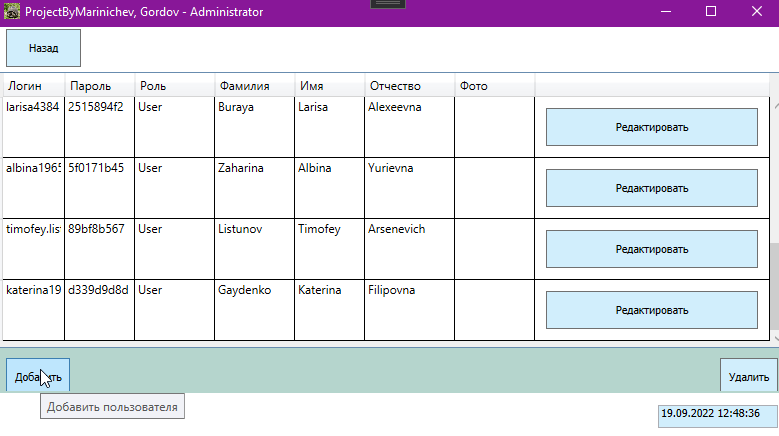 ProjectByMarinichev, Gordov - Administrator
Назад
Логин Пароль Роль Фамилия Имя Отчество Фото
larisa4384 2515894f2 User Buraya Larisa Alexeevna Редактировать
albina1965 5f0171b45 User Zaharina Albina Yurievna Редактировать
timofey.lis 89bf8b567 User Listunov Timofey Arsenevich Редактировать
katerina19 d339d9d8d User Gaydenko Katerina Filipovna Редактировать
Добавить Удалить
Добавить пользователя
19.09.2022 12:48:36